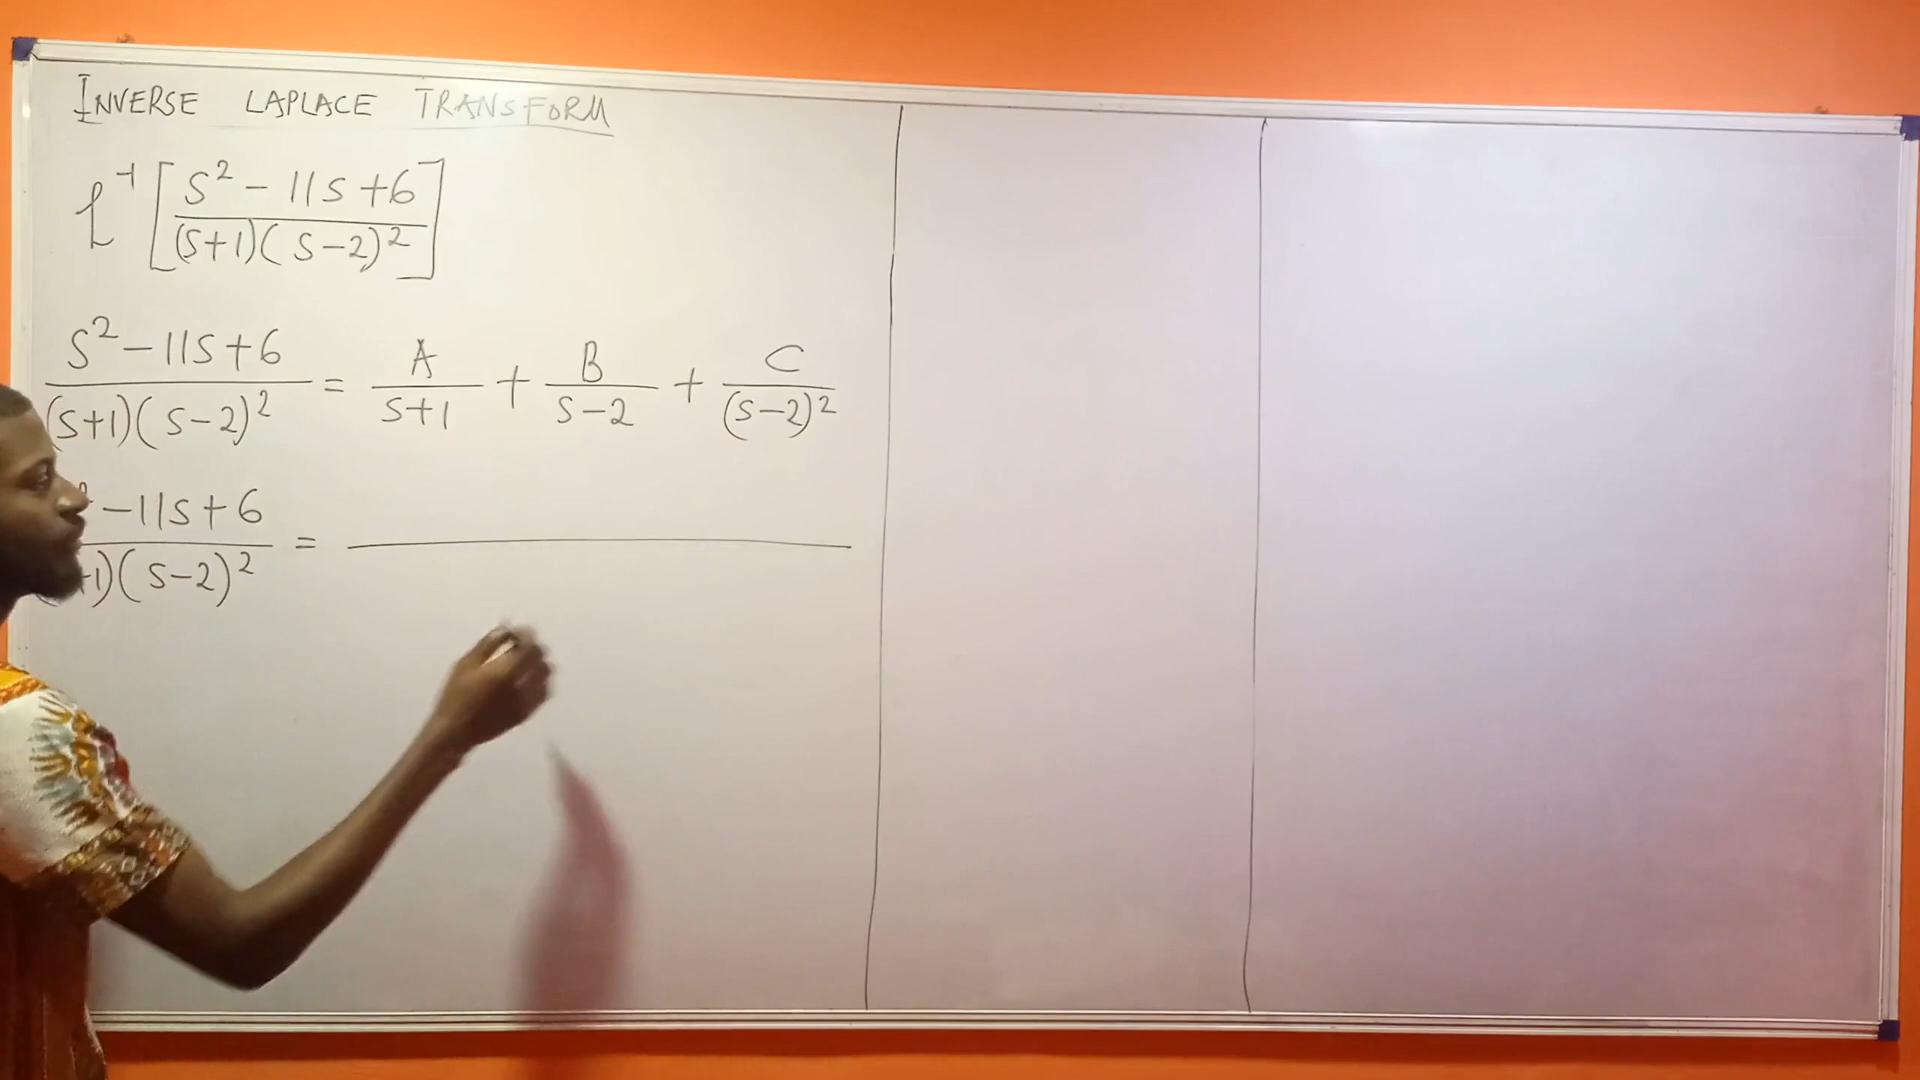 INVERSE LAPLACE TRANSFORM
ℒ⁻¹ [ (s² - 11s + 6) / ((s+1)(s-2)²) ]
(s² - 11s + 6) / ((s+1)(s-2)²) = A/(s+1) + B/(s-2) + C/(s-2)²
- 11s + 6
1)(s-2)² =